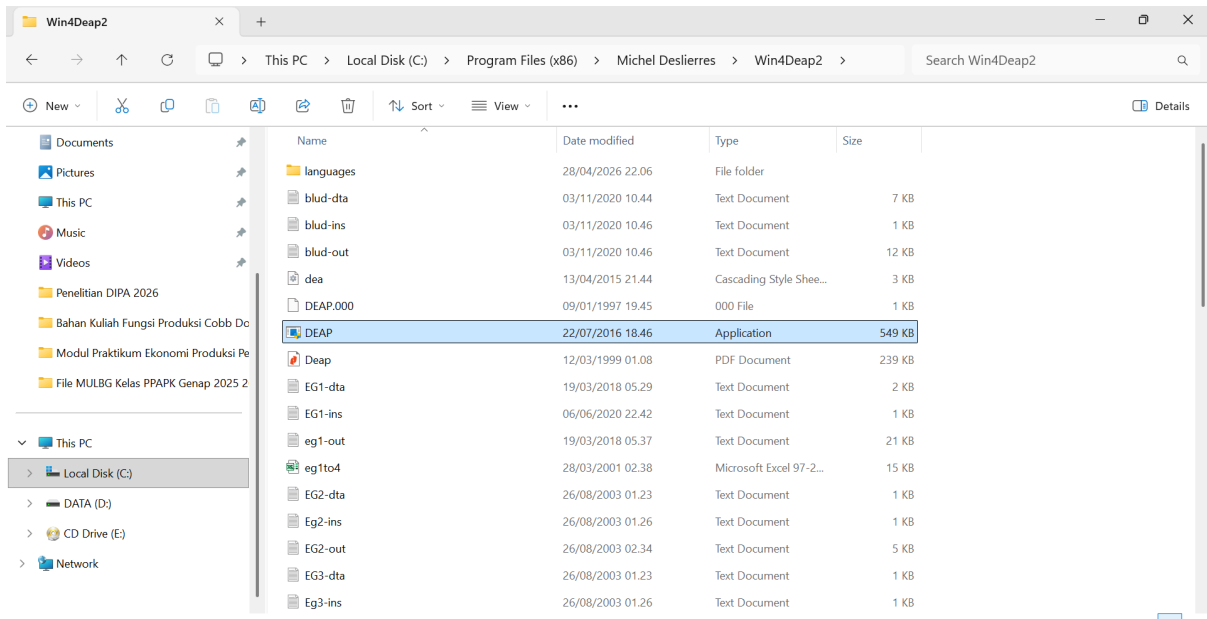 Win4Deap2
This PC > Local Disk (C:) > Program Files (x86) > Michel Deslierres > Win4Deap2 >
Search Win4Deap2
New
Sort
View
Details
Documents
Pictures
This PC
Music
Videos
Penelitian DIPA 2026
Bahan Kuliah Fungsi Produksi Cobb Do
Modul Praktikum Ekonomi Produksi Pe
File MULBG Kelas PPAPK Genap 2025 2
This PC
Local Disk (C:)
DATA (D:)
CD Drive (E:)
Network
Name Date modified Type Size
languages 28/04/2026 22.06 File folder
blud-dta 03/11/2020 10.44 Text Document 7 KB
blud-ins 03/11/2020 10.46 Text Document 1 KB
blud-out 03/11/2020 10.46 Text Document 12 KB
dea 13/04/2015 21.44 Cascading Style Shee... 3 KB
DEAP.000 09/01/1997 19.45 000 File 1 KB
DEAP 22/07/2016 18.46 Application 549 KB
Deap 12/03/1999 01.08 PDF Document 239 KB
EG1-dta 19/03/2018 05.29 Text Document 2 KB
EG1-ins 06/06/2020 22.42 Text Document 1 KB
eg1-out 19/03/2018 05.37 Text Document 21 KB
eg1to4 28/03/2001 02.38 Microsoft Excel 97-2... 15 KB
EG2-dta 26/08/2003 01.23 Text Document 1 KB
Eg2-ins 26/08/2003 01.26 Text Document 1 KB
EG2-out 26/08/2003 02.34 Text Document 5 KB
EG3-dta 26/08/2003 01.23 Text Document 1 KB
Eg3-ins 26/08/2003 01.26 Text Document 1 KB